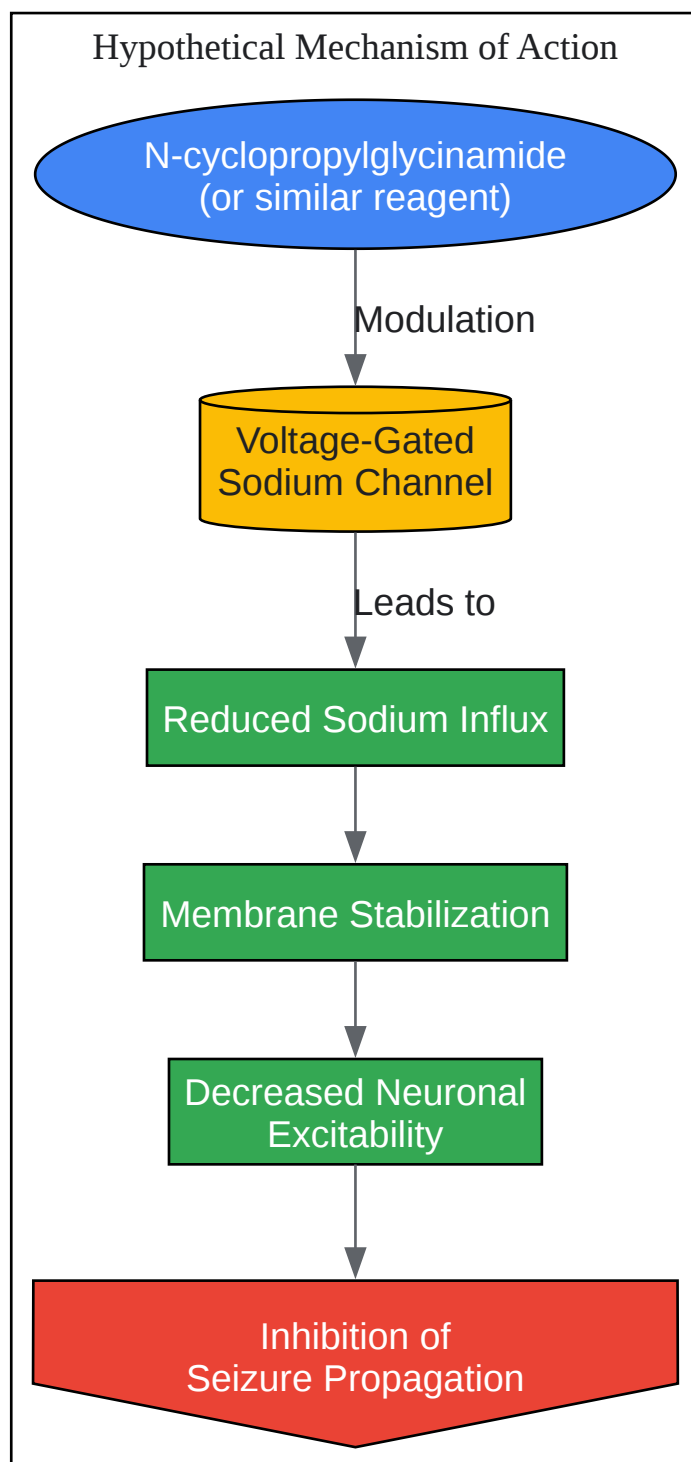 Hypothetical Mechanism of Action
N-cyclopropylglycinamide
(or similar reagent)
Modulation
Voltage-Gated
Sodium Channel
Leads to
Reduced Sodium Influx
Membrane Stabilization
Decreased Neuronal
Excitability
Inhibition of
Seizure Propagation